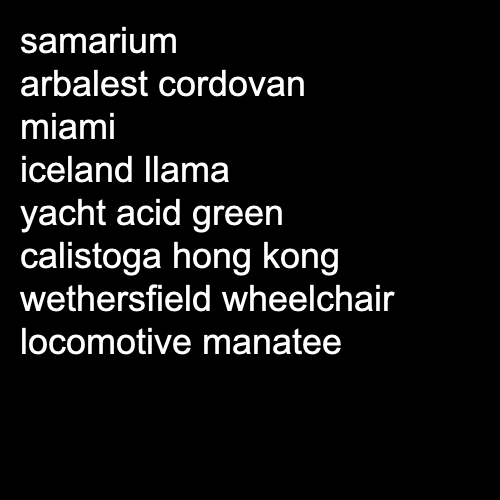 samarium
arbalest cordovan
miami
iceland llama
yacht acid green
calistoga hong kong
wethersfield wheelchair
locomotive manatee